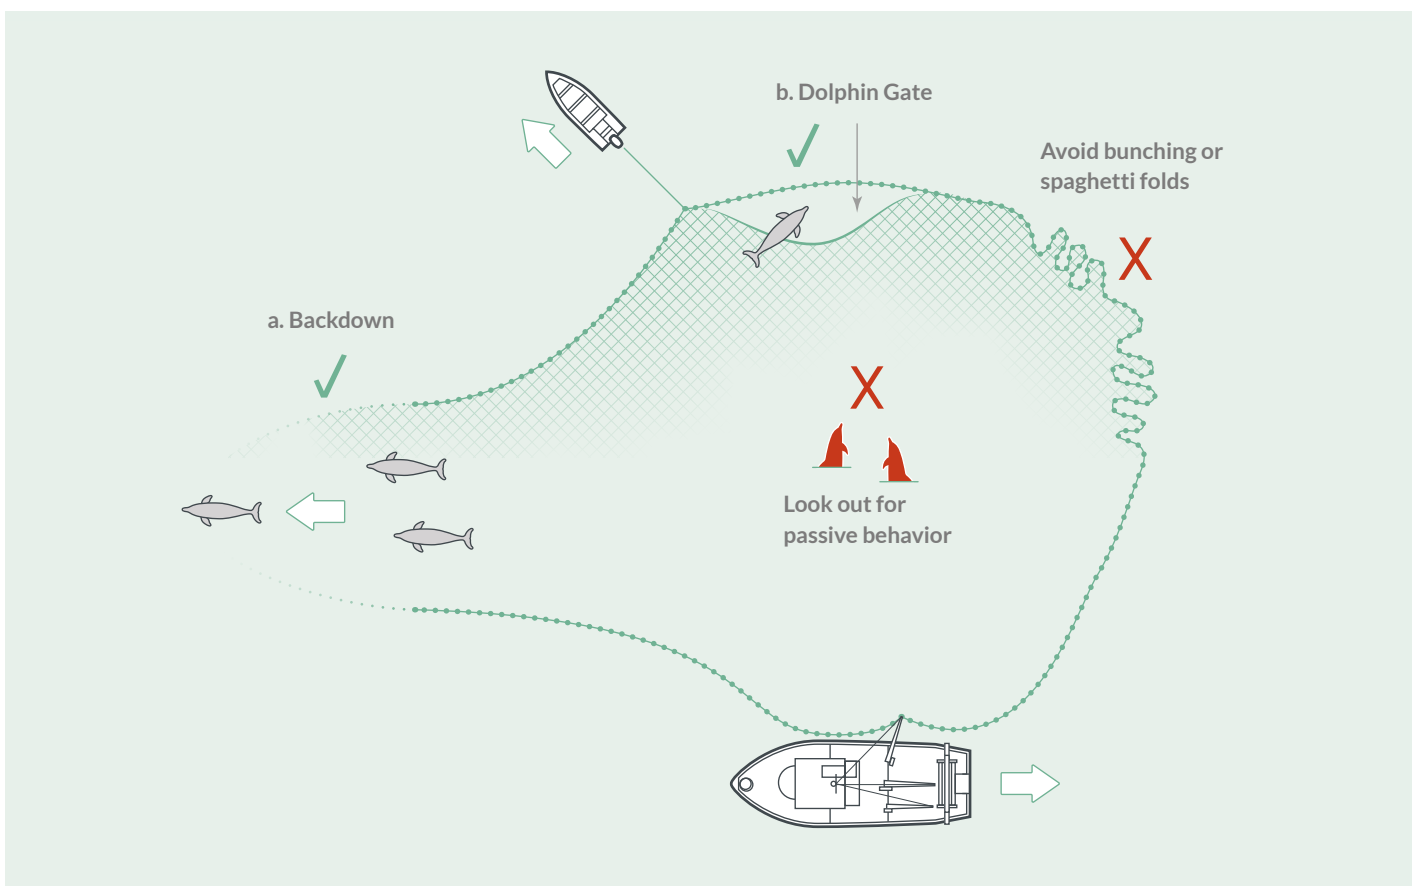 b. Dolphin Gate
Avoid bunching or
spaghetti folds
a. Backdown
Look out for
passive behavior